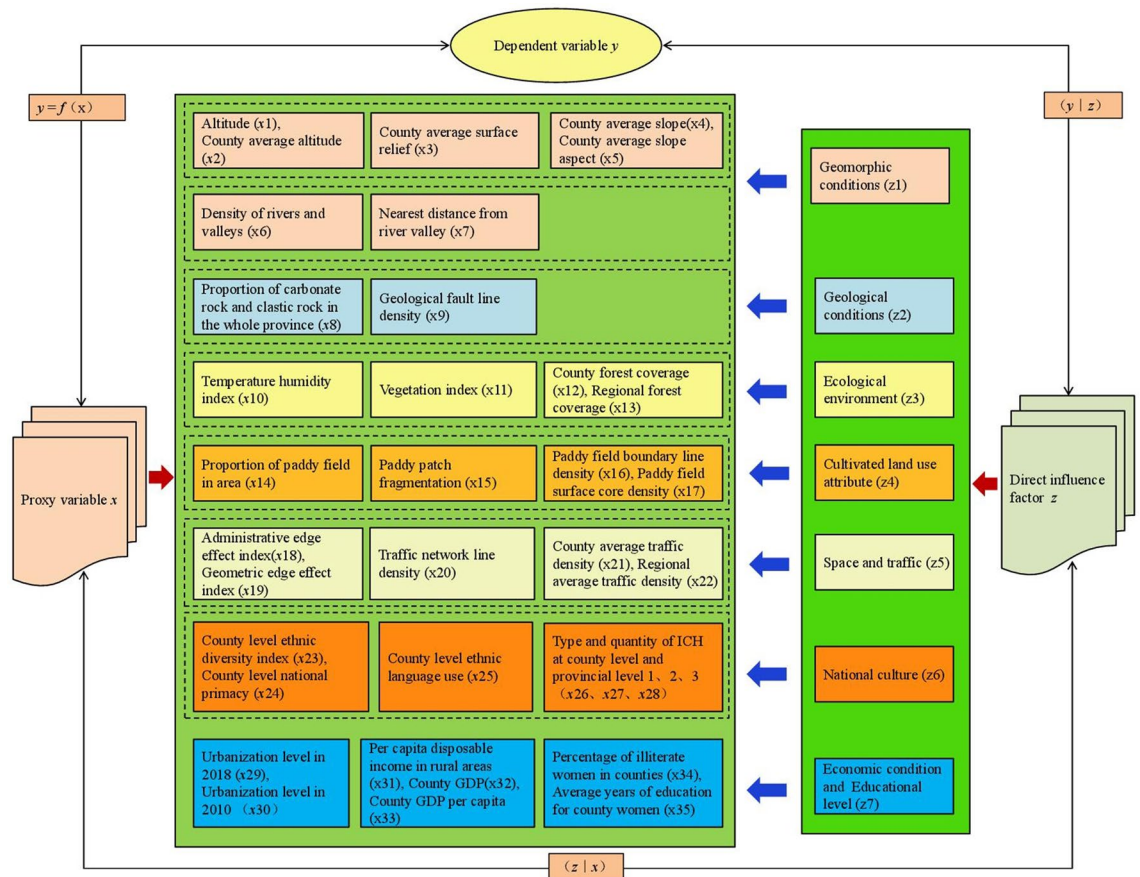 Dependent variable y
y = f（x）
（y | z）
Altitude (x1),
County average altitude
(x2)
County average surface
relief (x3)
County average slope(x4),
County average slope
aspect (x5)
Geomorphic
conditions (z1)
Density of rivers and
valleys (x6)
Nearest distance from
river valley (x7)
Proportion of carbonate
rock and clastic rock in
the whole province (x8)
Geological fault line
density (x9)
Geological
conditions (z2)
Temperature humidity
index (x10)
Vegetation index (x11)
County forest coverage
(x12), Regional forest
coverage (x13)
Ecological
environment (z3)
Proxy variable x
Proportion of paddy field
in area (x14)
Paddy patch
fragmentation (x15)
Paddy field boundary line
density (x16), Paddy field
surface core density (x17)
Cultivated land use
attribute (z4)
Direct influence
factor z
Administrative edge
effect index(x18),
Geometric edge effect
index (x19)
Traffic network line
density (x20)
County average traffic
density (x21), Regional
average traffic density (x22)
Space and traffic (z5)
County level ethnic
diversity index (x23),
County level national
primacy (x24)
County level ethnic
language use (x25)
Type and quantity of ICH
at county level and
provincial level 1、2、3
（x26、x27、x28）
National culture (z6)
Urbanization level in
2018 (x29),
Urbanization level in
2010 （x30）
Per capita disposable
income in rural areas
(x31), County GDP(x32),
County GDP per capita
(x33)
Percentage of illiterate
women in counties (x34),
Average years of education
for county women (x35)
Economic condition
and Educational
level (z7)
（z | x）